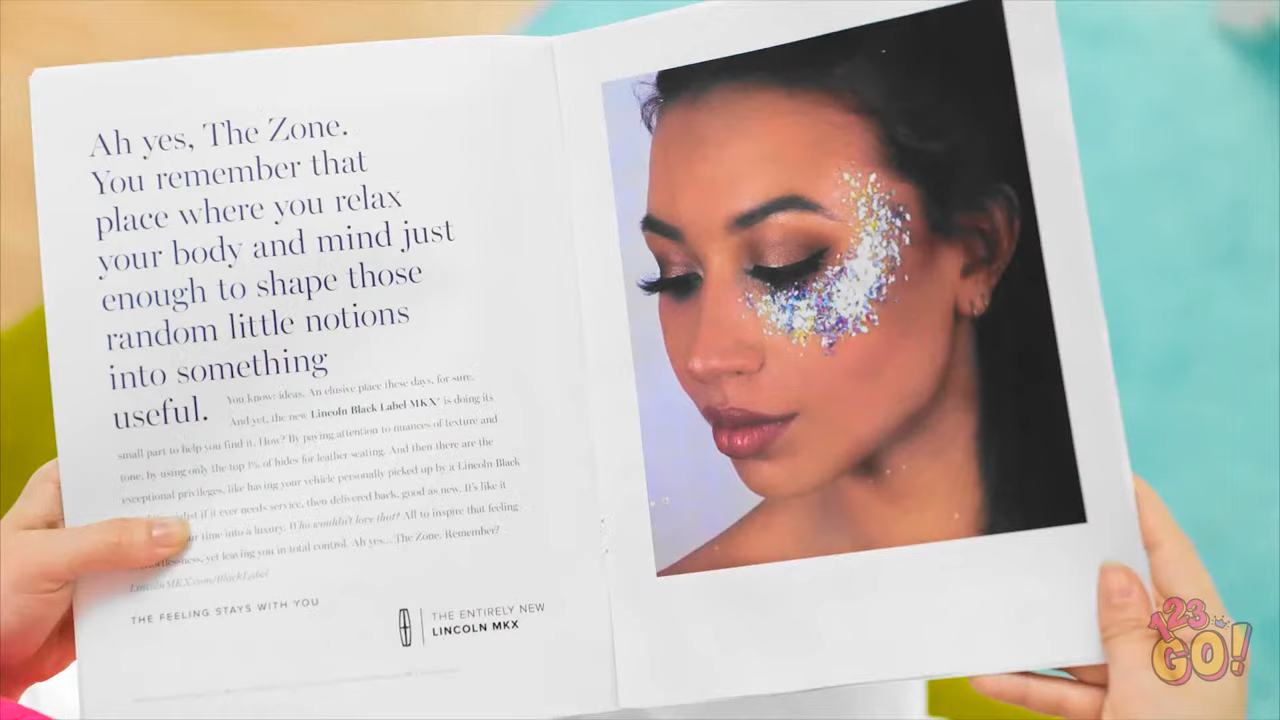 Ah yes, The Zone.
You remember that
place where you relax
your body and mind just
enough to shape those
random little notions
into something
useful. You know: ideas. An elusive place these days, for sure.
And yet, the new Lincoln Black Label MKX* is doing its
small part to help you find it. How? By paying attention to nuances of texture and
tone, by using only the top 1% of hides for leather seating. And then there are the
exceptional privileges, like having your vehicle personally picked up by a Lincoln Black
if it ever needs service, then delivered back, good as new. It's like it
time into a luxury. Who wouldn't love that? All to inspire that feeling
yet leaving you in total control. Ah yes... The Zone. Remember?
LincolnMKX.com/BlackLabel
THE FEELING STAYS WITH YOU
THE ENTIRELY NEW
LINCOLN MKX
123
GO!